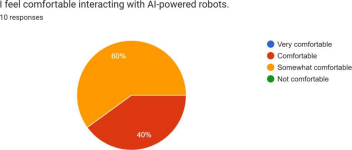 I feel comfortable interacting with AI-powered robots.
10 responses
60%
40%
Very comfortable
Comfortable
Somewhat comfortable
Not comfortable